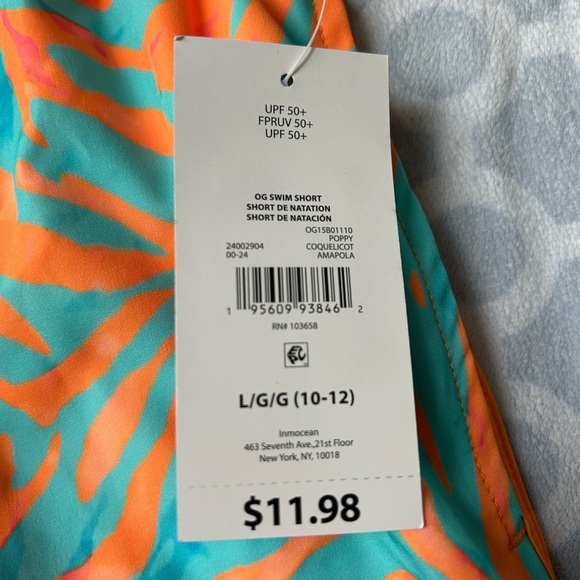 UPF 50+
FPRUV 50+
UPF 50+
OG SWIM SHORT
SHORT DE NATATION
SHORT DE NATACIÓN
OG15B01110
POPPY
24002904 COQUELICOT
00-24 AMAPOLA
1 95609 93846 2
RN# 103658
L/G/G (10-12)
Inmocean
463 Seventh Ave.,21st Floor
New York, NY, 10018
$11.98